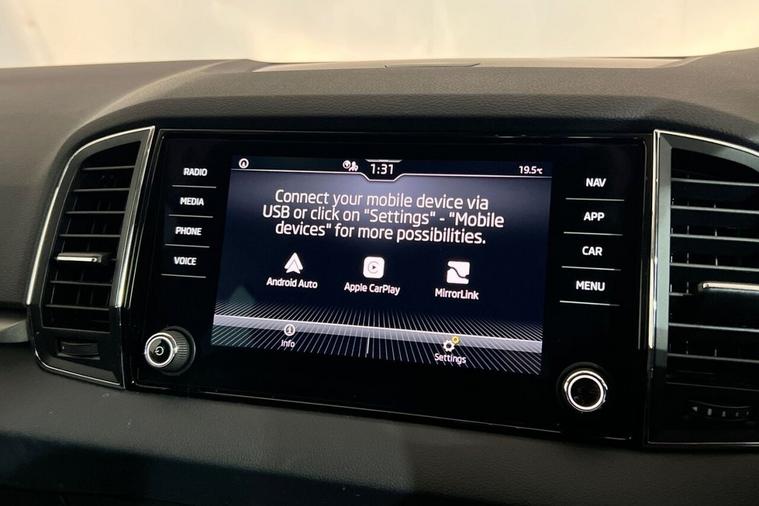 RADIO
MEDIA
PHONE
VOICE
1:31
19.5℃
Connect your mobile device via
USB or click on "Settings" - "Mobile
devices" for more possibilities.
Android Auto
Apple CarPlay
MirrorLink
Info
Settings
NAV
APP
CAR
MENU